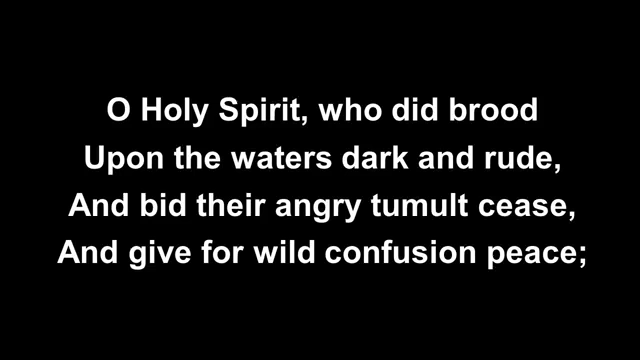 O Holy Spirit, who did brood
Upon the waters dark and rude,
And bid their angry tumult cease,
And give for wild confusion peace;